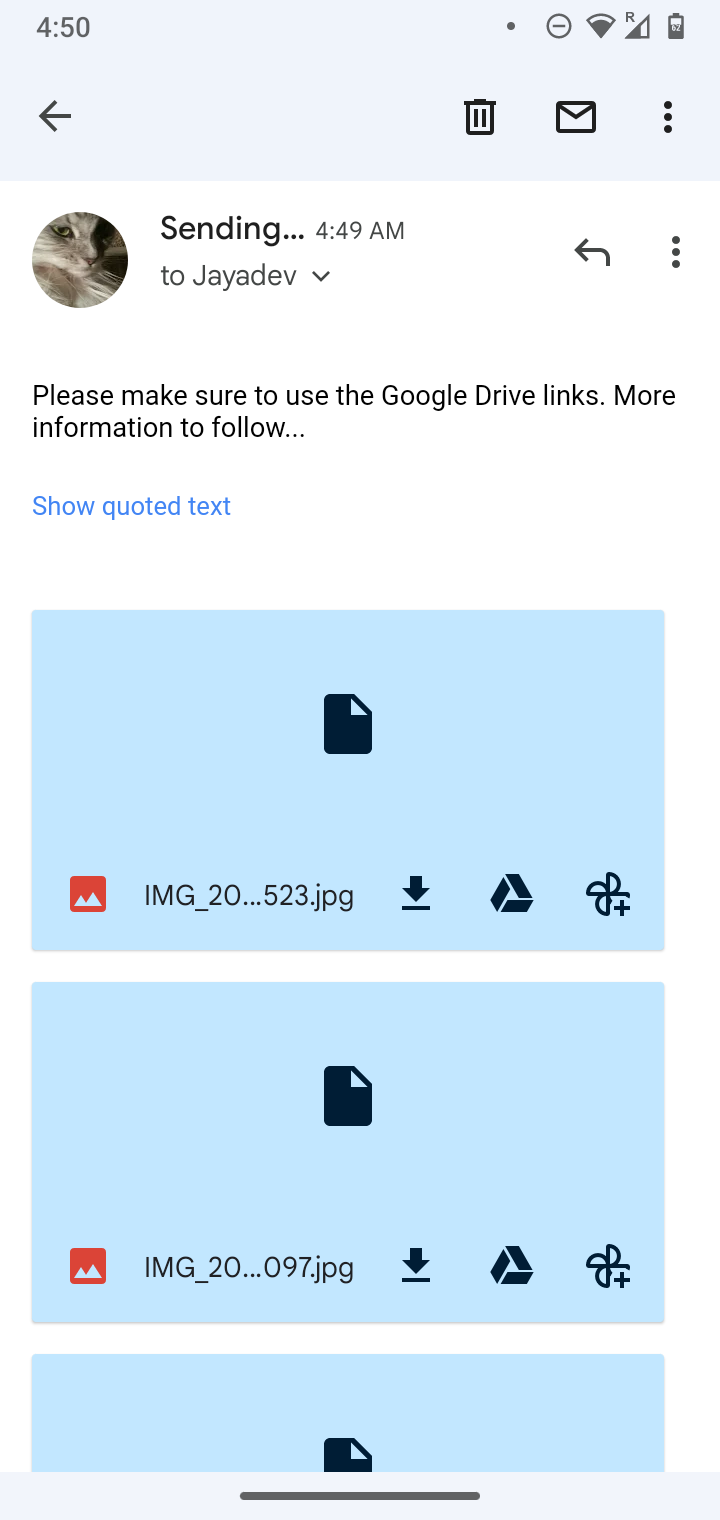 4:50
R
02
Sending... 4:49 AM
to Jayadev
Please make sure to use the Google Drive links. More
information to follow...
Show quoted text
IMG_20...523.jpg
IMG_20...097.jpg